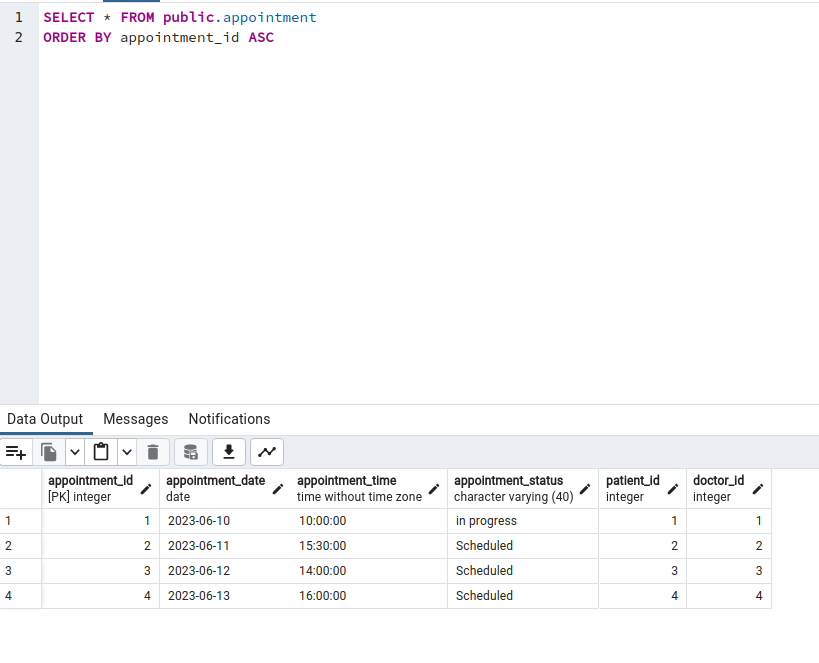 1 SELECT * FROM public.appointment
2 ORDER BY appointment_id ASC
Data Output Messages Notifications
appointment_id appointment_date appointment_time appointment_status patient_id doctor_id
[PK] integer date time without time zone character varying (40) integer integer
1 1 2023-06-10 10:00:00 in progress 1 1
2 2 2023-06-11 15:30:00 Scheduled 2 2
3 3 2023-06-12 14:00:00 Scheduled 3 3
4 4 2023-06-13 16:00:00 Scheduled 4 4